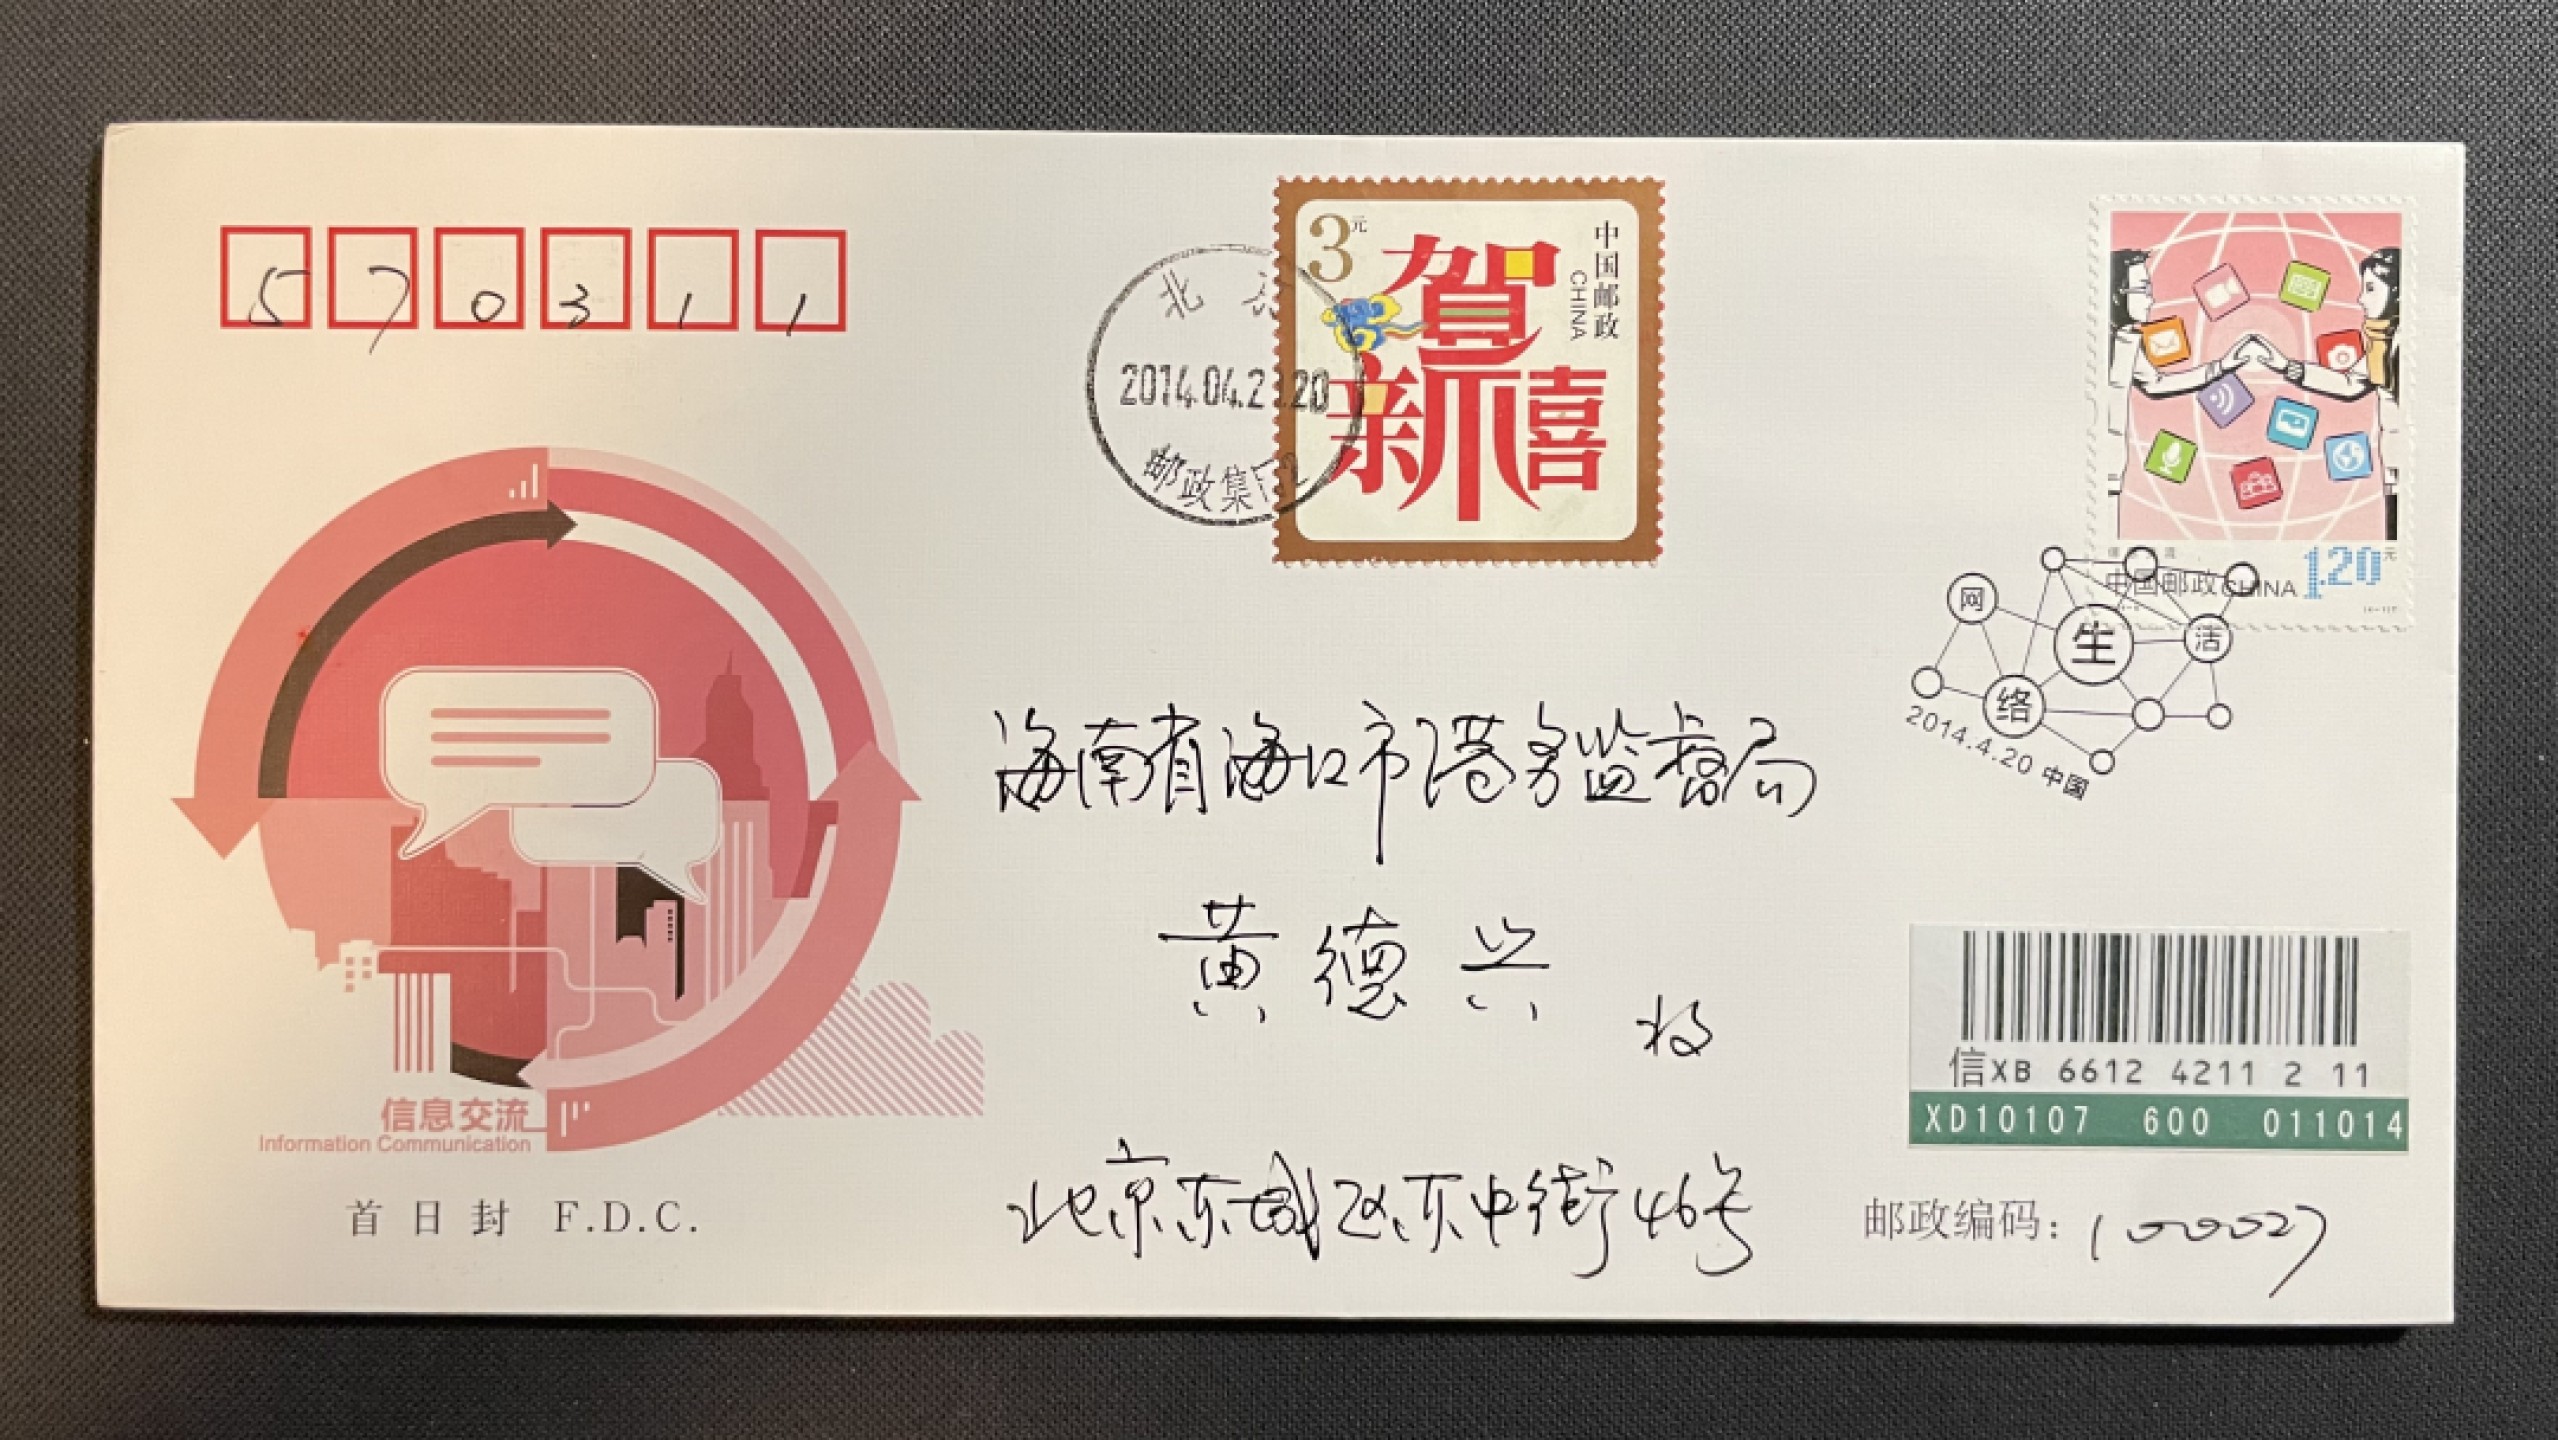 570311
3元
中国邮政
CHINA
贺
新禧
北京
2014.04.2 20
邮政集
中国邮政 CHINA 1.20元
网络生活
2014.4.20 中国
海南省海口市港务监督局
黄德兴
收
信XB 6612 4211 2 11
XD10107 600 011014
信息交流
Information Communication
首日封 F.D.C.
北京东城区东中街46号
邮政编码: 100027